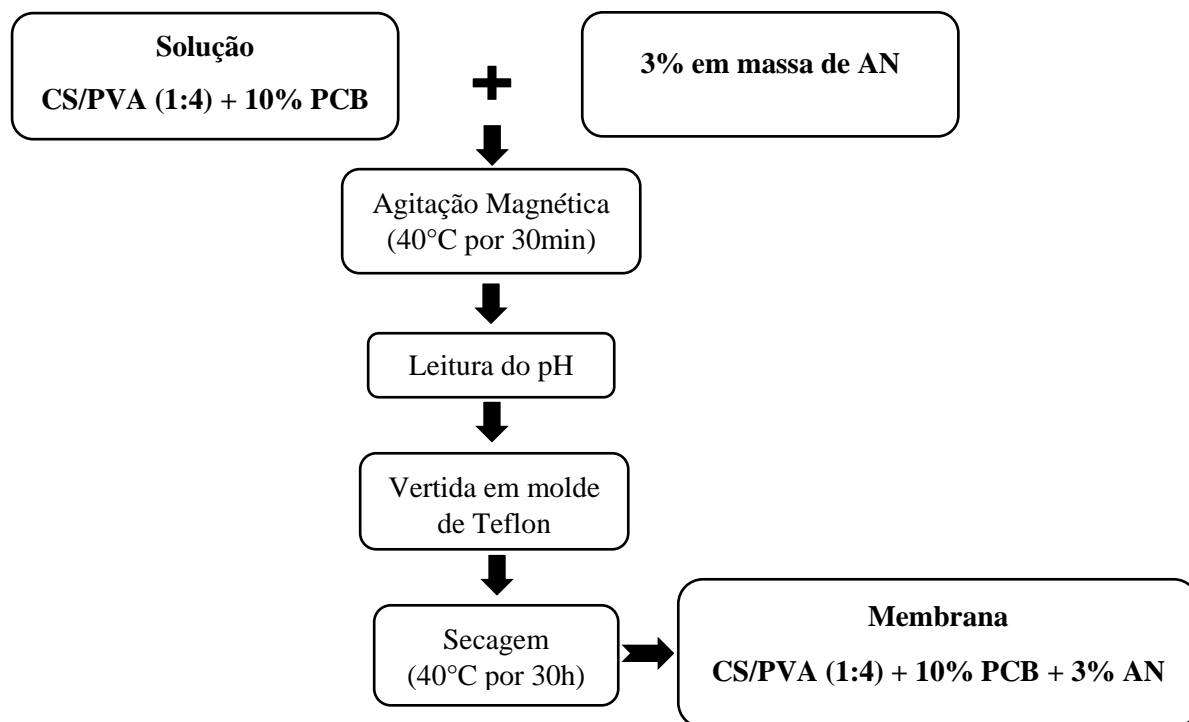 Solução
CS/PVA (1:4) + 10% PCB
3% em massa de AN
Agitação Magnética
(40°C por 30min)
Leitura do pH
Vertida em molde
de Teflon
Secagem
(40°C por 30h)
Membrana
CS/PVA (1:4) + 10% PCB + 3% AN